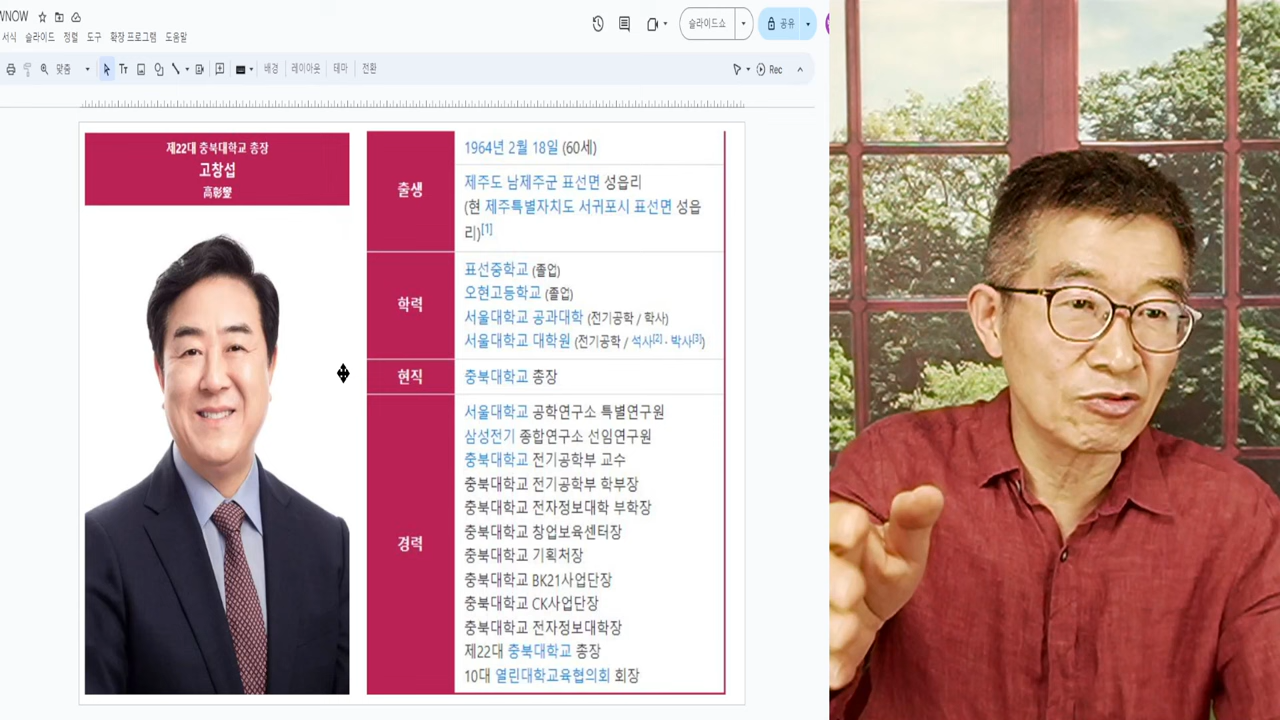 WNOW
서식 슬라이드 정렬 도구 확장 프로그램 도움말
슬라이드쇼
공유
맞춤
Tт
배경
레이아웃
테마
전환
Rec
제22대 충북대학교 총장
고창섭
출생
1964년 2월 18일 (60세)
제주도 남제주군 표선면 성읍리
(현 제주특별자치도 서귀포시 표선면 성읍
리)[1]
학력
표선중학교 (졸업)
오현고등학교 (졸업)
서울대학교 공과대학 (전기공학 / 학사)
서울대학교 대학원 (전기공학 / 석사[2] · 박사[3])
현직
충북대학교 총장
경력
서울대학교 공학연구소 특별연구원
삼성전기 종합연구소 선임연구원
충북대학교 전기공학부 교수
충북대학교 전기공학부 학부장
충북대학교 전자정보대학 부학장
충북대학교 창업보육센터장
충북대학교 기획처장
충북대학교 BK21사업단장
충북대학교 CK사업단장
충북대학교 전자정보대학장
제22대 충북대학교 총장
10대 열린대학교육협의회 회장